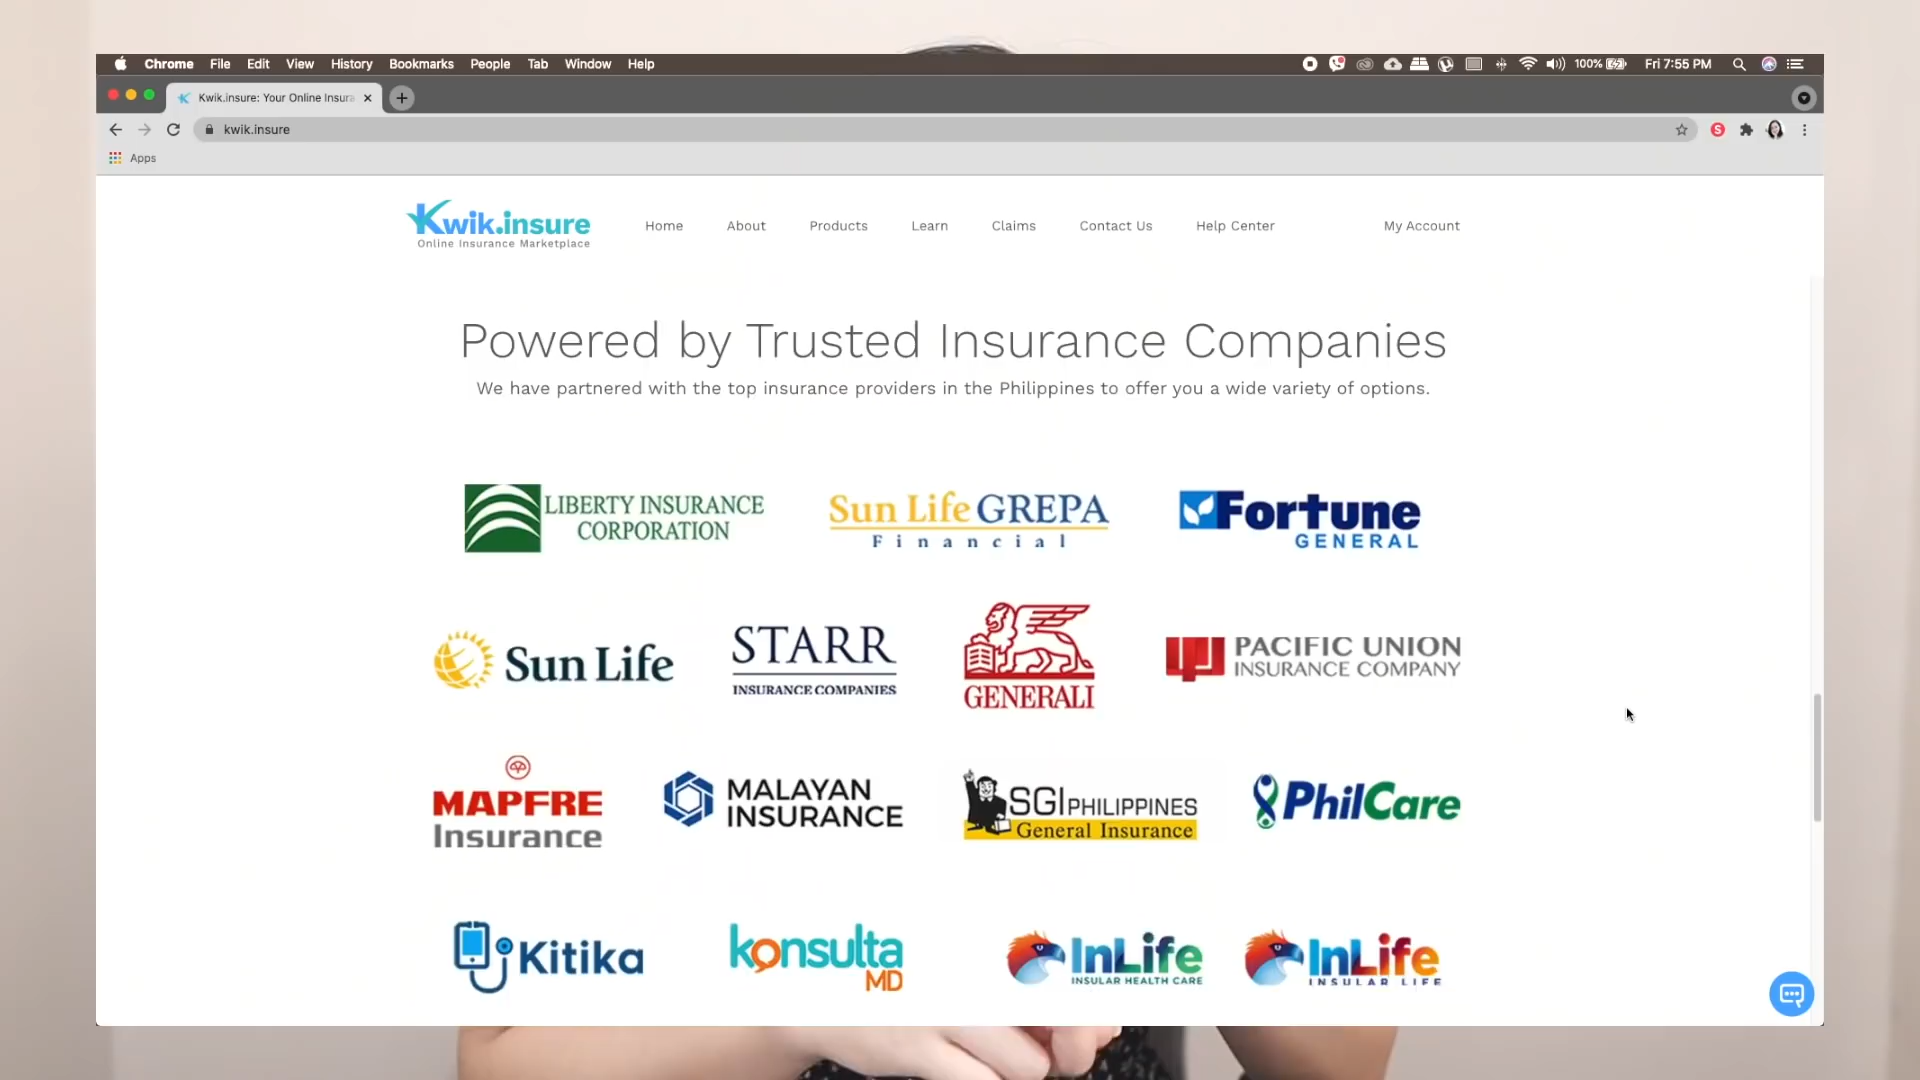 Chrome File Edit View History Bookmarks People Tab Window Help 100% Fri 7:55 PM
Kwik.insure: Your Online Insura
kwik.insure
Apps
Kwik.insure
Online Insurance Marketplace
Home About Products Learn Claims Contact Us Help Center My Account
Powered by Trusted Insurance Companies
We have partnered with the top insurance providers in the Philippines to offer you a wide variety of options.
LIBERTY INSURANCE
CORPORATION
Sun Life GREPA
Financial
Fortune
GENERAL
Sun Life
STARR
INSURANCE COMPANIES
GENERALI
PACIFIC UNION
INSURANCE COMPANY
MAPFRE
Insurance
MALAYAN
INSURANCE
SGI PHILIPPINES
General Insurance
PhilCare
Kitika
konsulta
MD
InLife
INSULAR HEALTH CARE
InLife
INSULAR LIFE